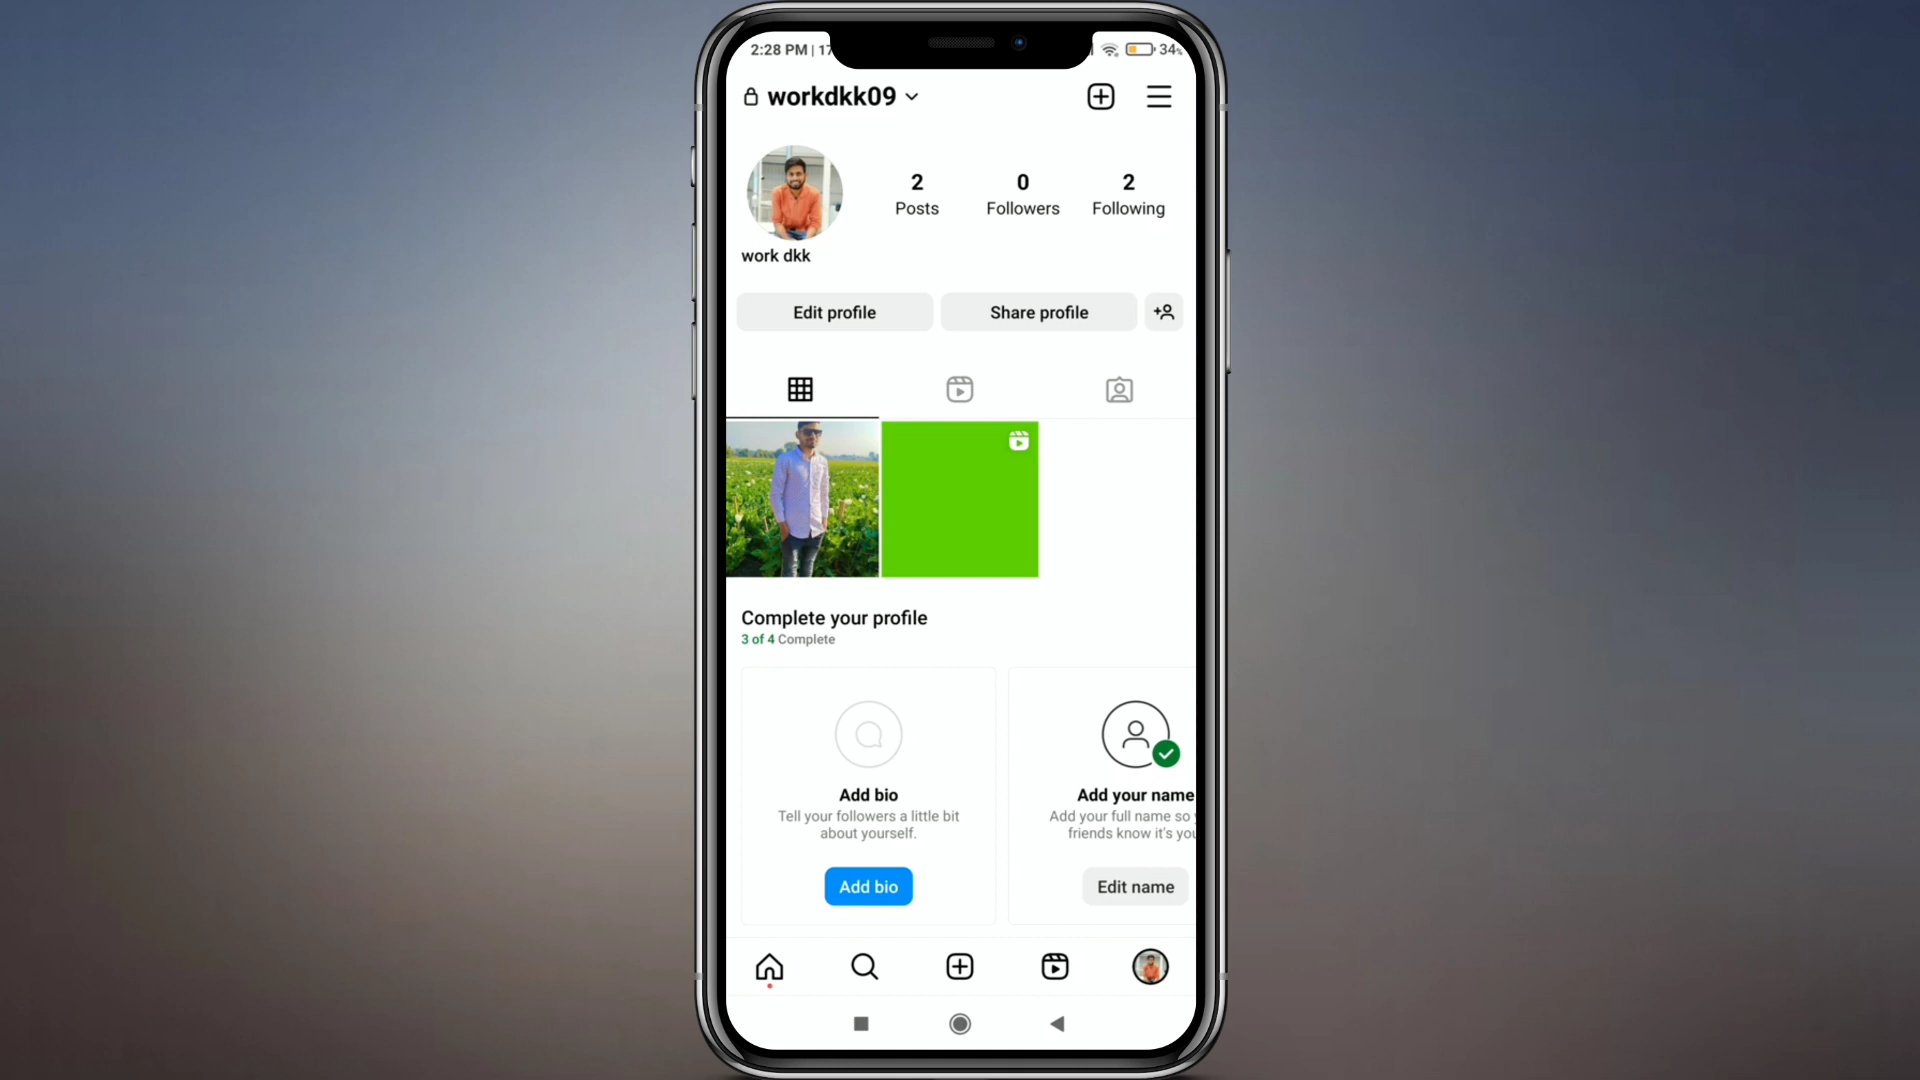 2:28 PM | 17
34%
workdkk09
2 0 2
Posts Followers Following
work dkk
Edit profile Share profile
Complete your profile
3 of 4 Complete
Add bio Add your name
Tell your followers a little bit Add your full name so
about yourself. friends know it's you
Add bio Edit name